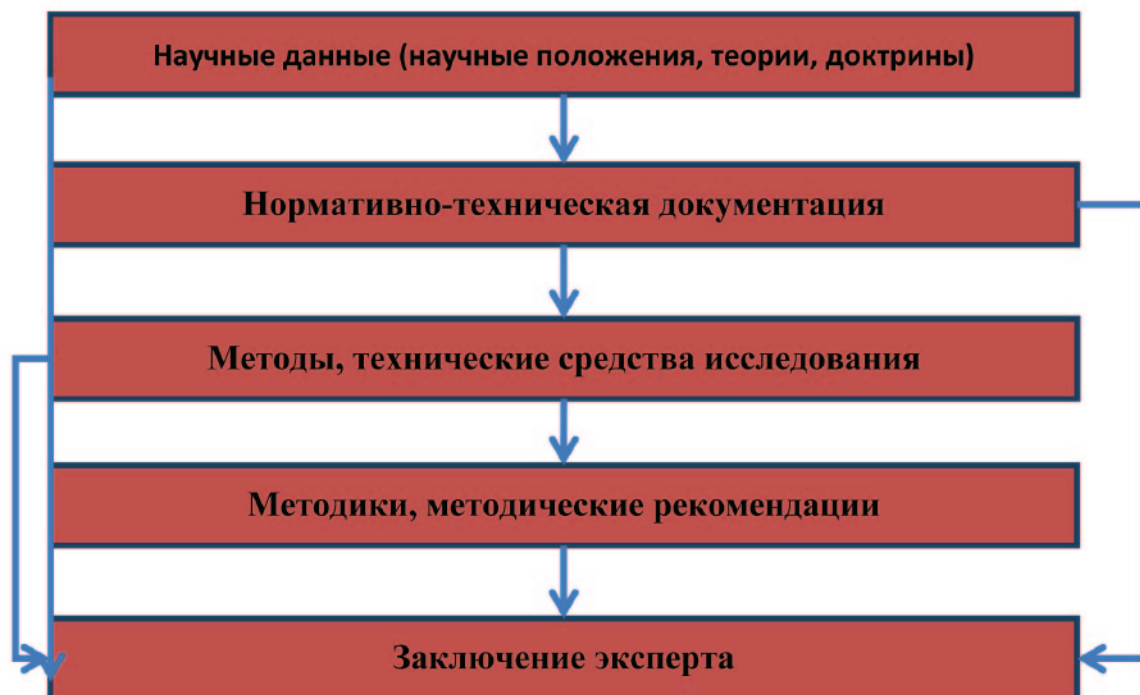 Научные данные (научные положения, теории, доктрины)
Нормативно-техническая документация
Методы, технические средства исследования
Методики, методические рекомендации
Заключение эксперта